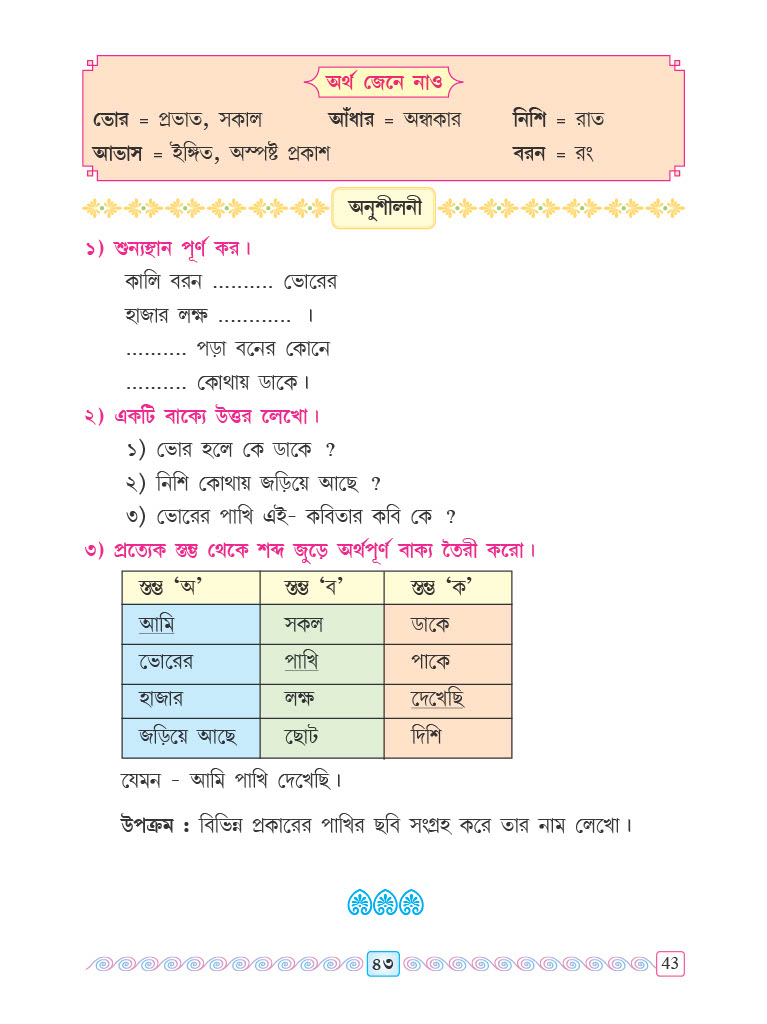 অর্থ জেনে নাও
ভোর = প্রভাত, সকাল আঁধার = অন্ধকার নিশি = রাত
আভাস = ইঙ্গিত, অস্পষ্ট প্রকাশ বরন = রং
অনুশীলনী
১) শুন্যস্থান পূর্ণ কর।
কালি বরন .......... ভোরের
হাজার লক্ষ ............ ।
.......... পড়া বনের কোনে
.......... কোথায় ডাকে।
২) একটি বাক্যে উত্তর লেখো।
১) ভোর হলে কে ডাকে ?
২) নিশি কোথায় জড়িয়ে আছে ?
৩) ভোরের পাখি এই- কবিতার কবি কে ?
৩) প্রত্যেক স্তম্ভ থেকে শব্দ জুড়ে অর্থপূর্ণ বাক্য তৈরী করো।
স্তম্ভ ‘অ’ স্তম্ভ ‘ব’ স্তম্ভ ‘ক’
আমি সকল ডাকে
ভোরের পাখি পাকে
হাজার লক্ষ দেখেছি
জড়িয়ে আছে ছোট দিশি
যেমন - আমি পাখি দেখেছি।
উপক্রম : বিভিন্ন প্রকারের পাখির ছবি সংগ্রহ করে তার নাম লেখো।
৪৩ 43